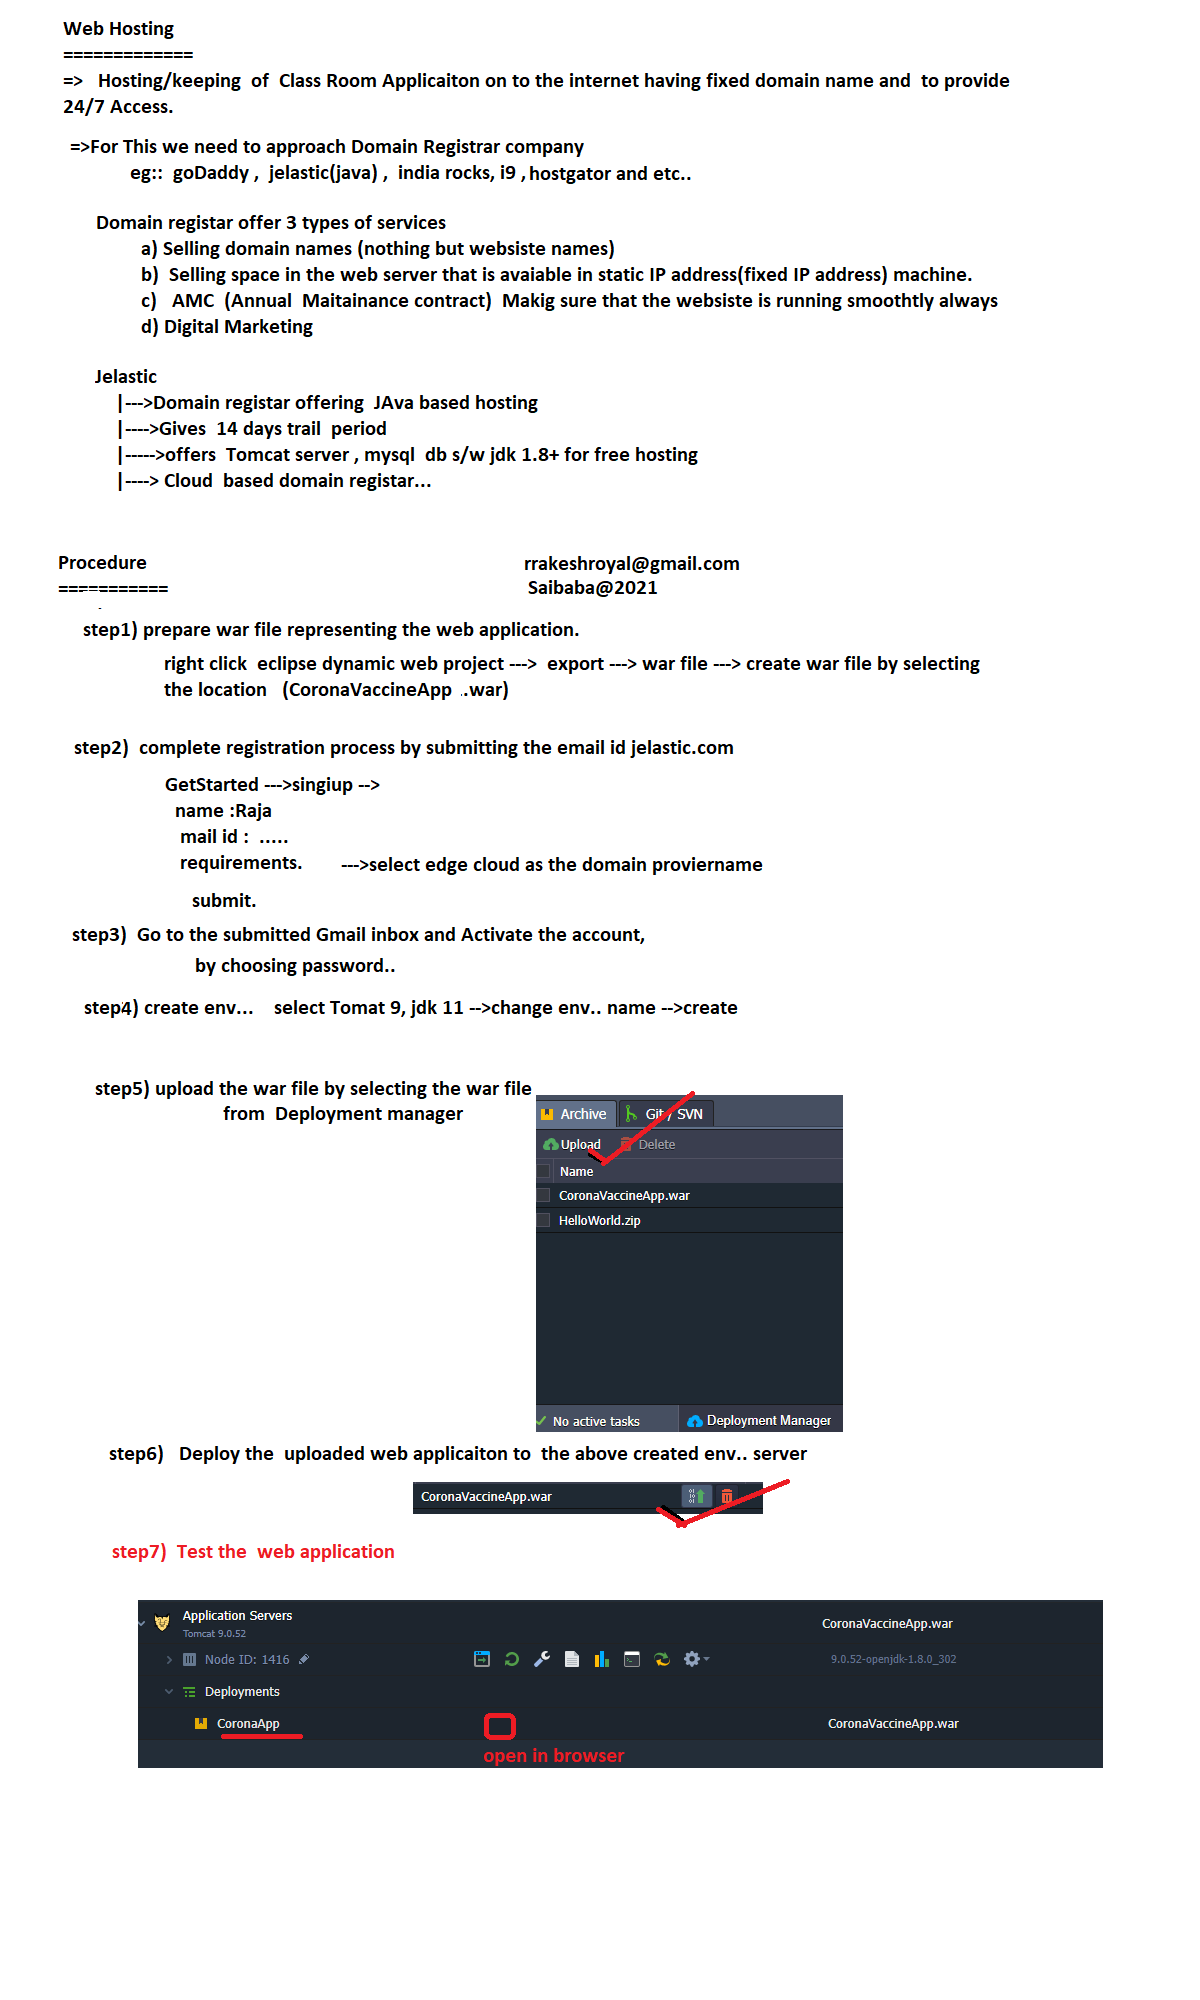 Web Hosting
=============
=> Hosting/keeping of Class Room Applicaiton on to the internet having fixed domain name and to provide
24/7 Access.
=>For This we need to approach Domain Registrar company
eg:: goDaddy , jelastic(java) , india rocks, i9 , hostgator and etc..
Domain registar offer 3 types of services
a) Selling domain names (nothing but websiste names)
b) Selling space in the web server that is avaiable in static IP address(fixed IP address) machine.
c) AMC (Annual Maitainance contract) Makig sure that the websiste is running smoothtly always
d) Digital Marketing
Jelastic
|--->Domain registar offering JAva based hosting
|---->Gives 14 days trail period
|----->offers Tomcat server , mysql db s/w jdk 1.8+ for free hosting
|----> Cloud based domain registar...
Procedure rrakeshroyal@gmail.com
=========== Saibaba@2021
step1) prepare war file representing the web application.
right click eclipse dynamic web project ---> export ---> war file ---> create war file by selecting
the location (CoronaVaccineApp ..war)
step2) complete registration process by submitting the email id jelastic.com
GetStarted --->singiup -->
name :Raja
mail id : .....
requirements. --->select edge cloud as the domain proviername
submit.
step3) Go to the submitted Gmail inbox and Activate the account,
by choosing password..
step4) create env... select Tomat 9, jdk 11 -->change env.. name -->create
step5) upload the war file by selecting the war file
from Deployment manager
Archive Git / SVN
Upload Delete
Name
CoronaVaccineApp.war
HelloWorld.zip
No active tasks Deployment Manager
step6) Deploy the uploaded web applicaiton to the above created env.. server
CoronaVaccineApp.war
step7) Test the web application
Application Servers CoronaVaccineApp.war
Tomcat 9.0.52
Node ID: 1416 9.0.52-openjdk-1.8.0_302
Deployments
CoronaApp CoronaVaccineApp.war
open in browser